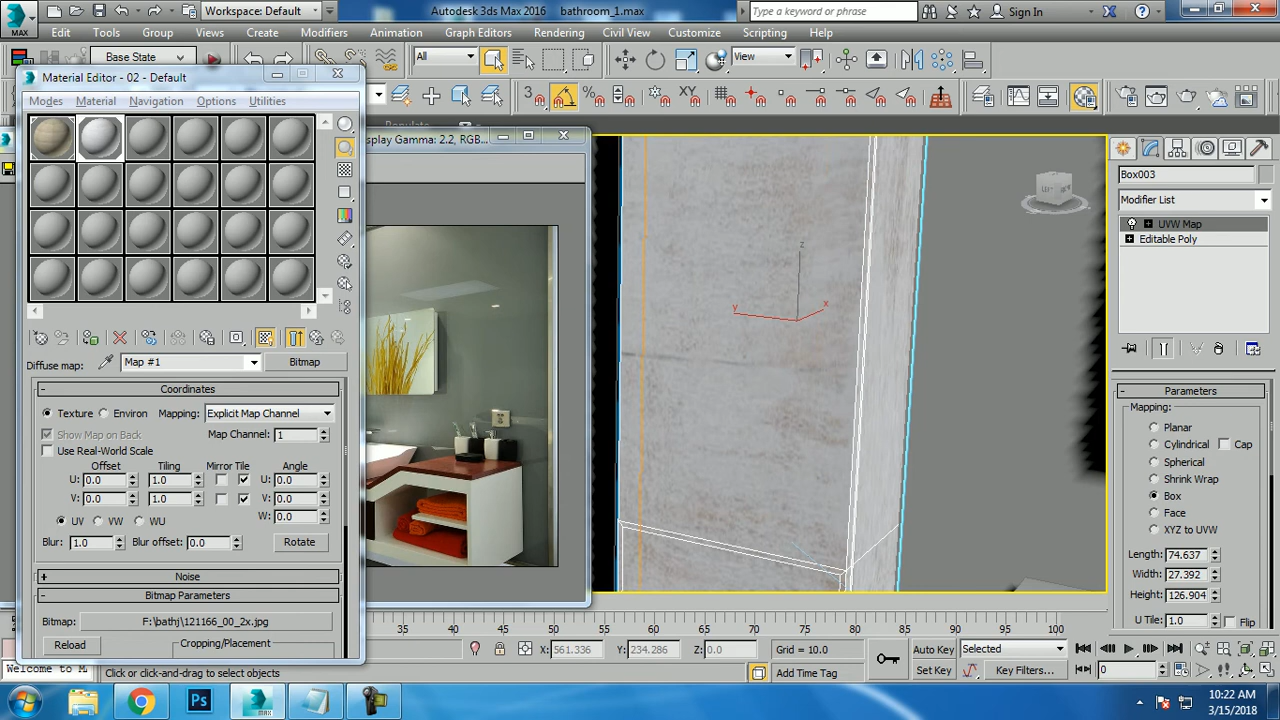 MAX
Workspace: Default
Autodesk 3ds Max 2016 bathroom_1.max
Type a keyword or phrase
Sign In
Edit Tools Group Views Create Modifiers Animation Graph Editors Rendering Civil View Customize Scripting Help
Base State
All
View
Material Editor - 02 - Default
Modes Material Navigation Options Utilities
3 % XY
Populate
splay Gamma: 2.2, RGB...
Box003
Modifier List
UVW Map
Editable Poly
z
y x
Diffuse map: Map #1 Bitmap
- Coordinates
Texture Environ Mapping: Explicit Map Channel
Show Map on Back Map Channel: 1
Use Real-World Scale
Offset Tiling Mirror Tile Angle
U: 0.0 1.0 U: 0.0
V: 0.0 1.0 V: 0.0
UV VW WU W: 0.0
Blur: 1.0 Blur offset: 0.0 Rotate
+ Noise
- Bitmap Parameters
Bitmap: F:\bathj\121166_00_2x.jpg
Reload Cropping/Placement
- Parameters
Mapping:
Planar
Cylindrical Cap
Spherical
Shrink Wrap
Box
Face
XYZ to UVW
Length: 74.637
Width: 27.392
Height: 126.904
U Tile: 1.0 Flip
35 40 45 50 55 60 65 70 75 80 85 90 95 100
X: 561.336 Y: 234.286 Z: 0.0 Grid = 10.0
Auto Key Selected
Welcome to M
Click or click-and-drag to select objects
Add Time Tag
Set Key Key Filters...
0
Ps
MAX
10:22 AM
3/15/2018